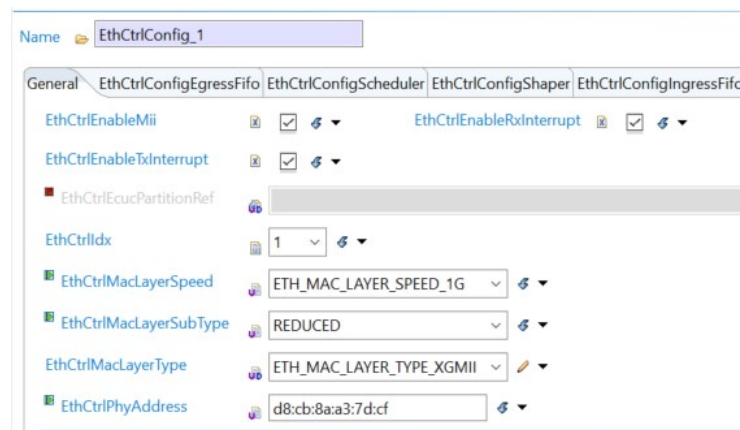 Name EthCtrlConfig_1
General EthCtrlConfigEgressFifo EthCtrlConfigScheduler EthCtrlConfigShaper EthCtrlConfigIngressFifo
EthCtrlEnableMii EthCtrlEnableRxInterrupt
EthCtrlEnableTxInterrupt
EthCtrlEcucPartitionRef
EthCtrlIdx 1
EthCtrlMacLayerSpeed ETH_MAC_LAYER_SPEED_1G
EthCtrlMacLayerSubType REDUCED
EthCtrlMacLayerType ETH_MAC_LAYER_TYPE_XGMII
EthCtrlPhyAddress d8:cb:8a:a3:7d:cf